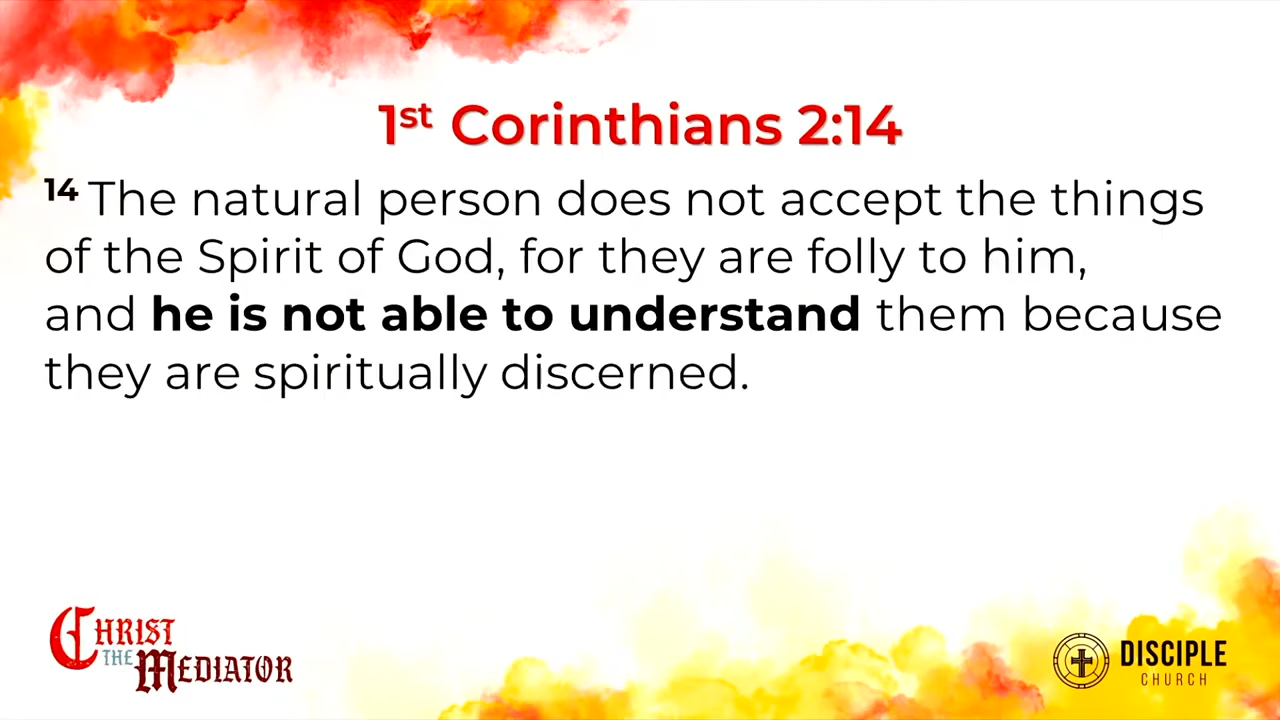 1st Corinthians 2:14
14 The natural person does not accept the things
of the Spirit of God, for they are folly to him,
and he is not able to understand them because
they are spiritually discerned.
CHRIST
THE
MEDIATOR
DISCIPLE
CHURCH